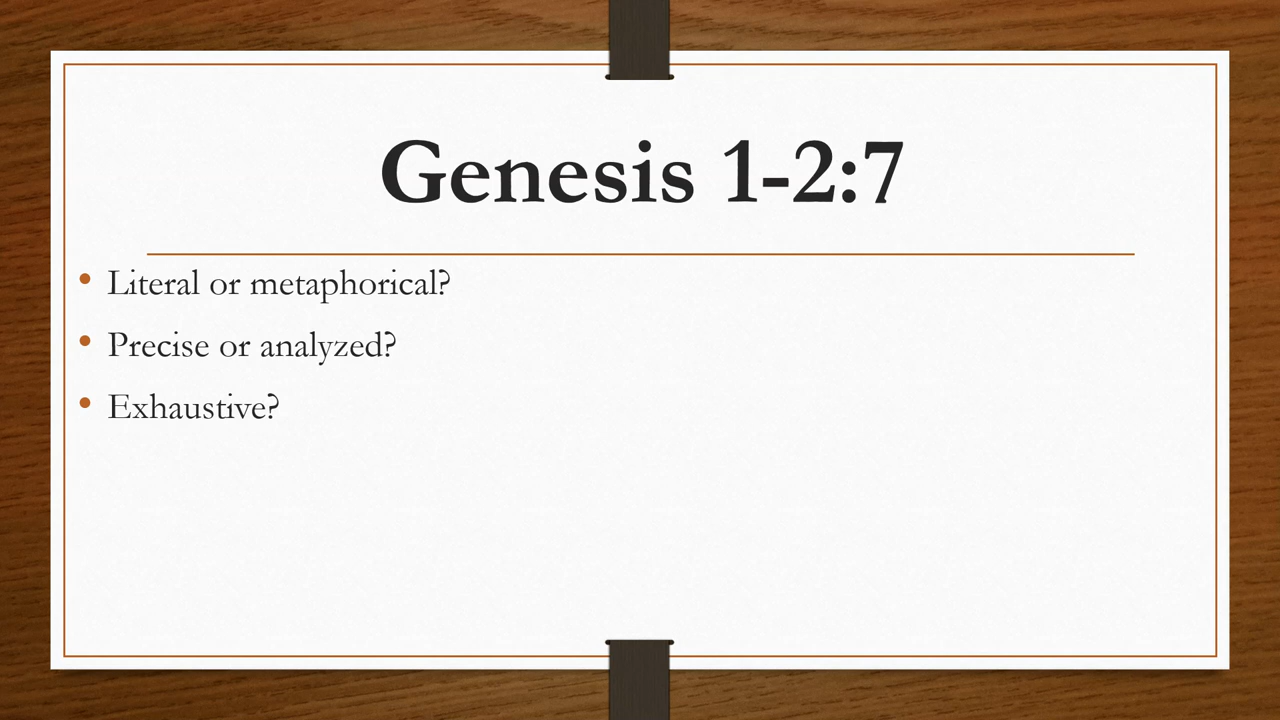 Genesis 1-2:7
• Literal or metaphorical?
• Precise or analyzed?
• Exhaustive?